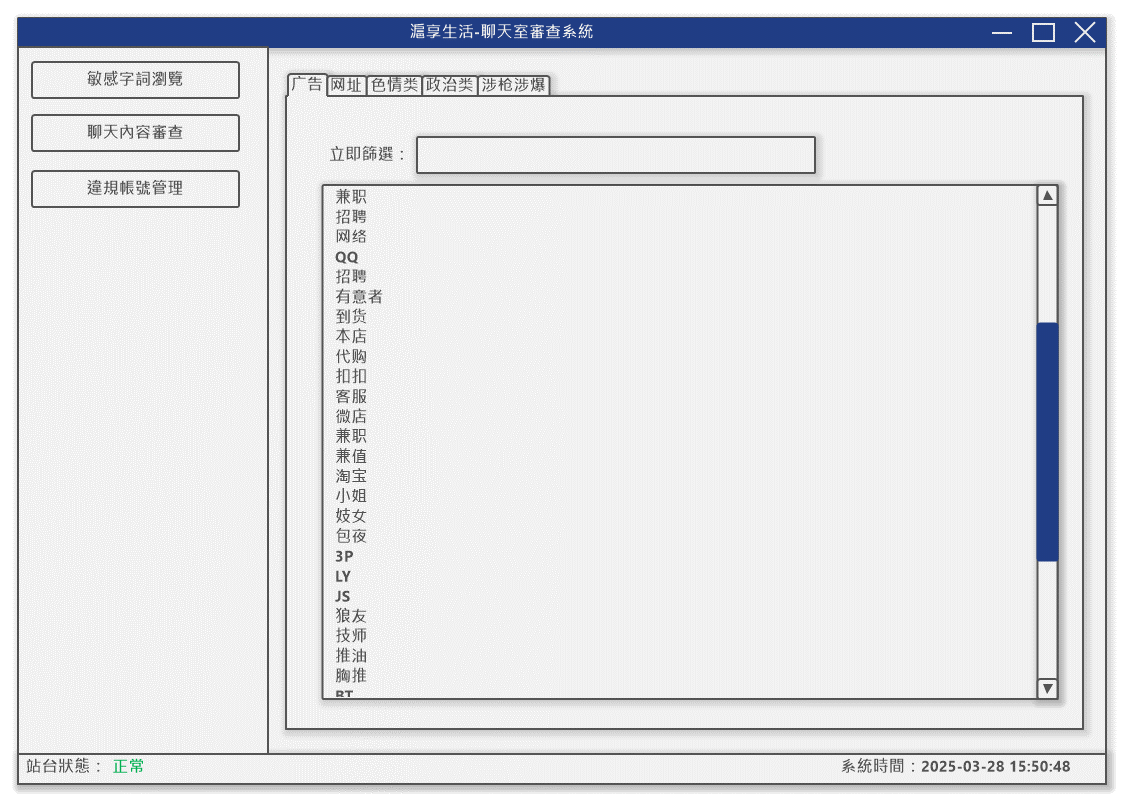 滬享生活-聊天室審查系統
敏感字詞瀏覽
聊天內容審查
違規帳號管理
广告 网址 色情类 政治类 涉枪涉爆
立即篩選：
兼职
招聘
网络
QQ
招聘
有意者
到货
本店
代购
扣扣
客服
微店
兼职
兼值
淘宝
小姐
妓女
包夜
3P
LY
JS
狼友
技师
推油
胸推
BT
站台狀態： 正常
系統時間：2025-03-28 15:50:48